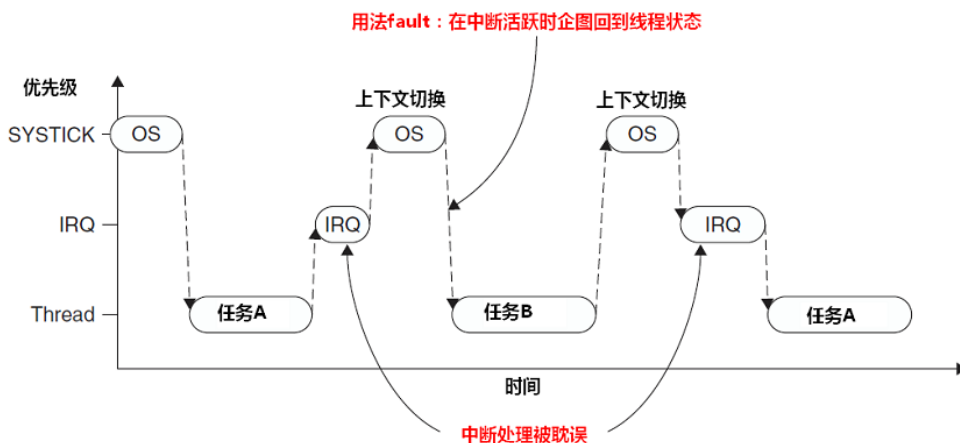 用法fault：在中断活跃时企图回到线程状态
优先级
上下文切换
上下文切换
SYSTICK
OS
OS
OS
IRQ
IRQ
IRQ
Thread
任务A
任务B
任务A
时间
中断处理被耽误